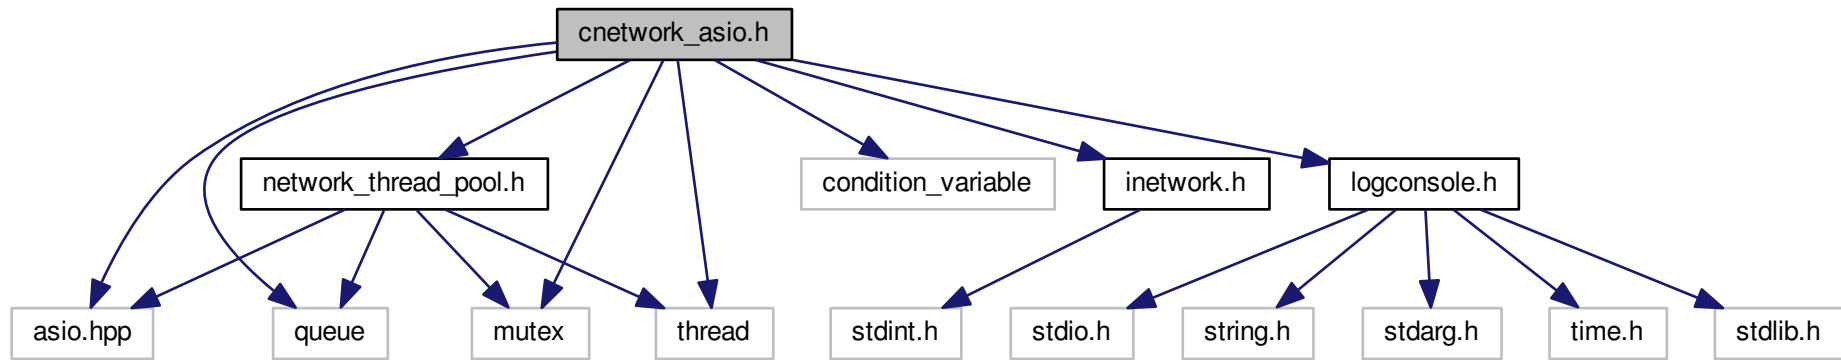 cnetwork_asio.h
network_thread_pool.h
condition_variable
inetwork.h
logconsole.h
asio.hpp
queue
mutex
thread
stdint.h
stdio.h
string.h
stdarg.h
time.h
stdlib.h